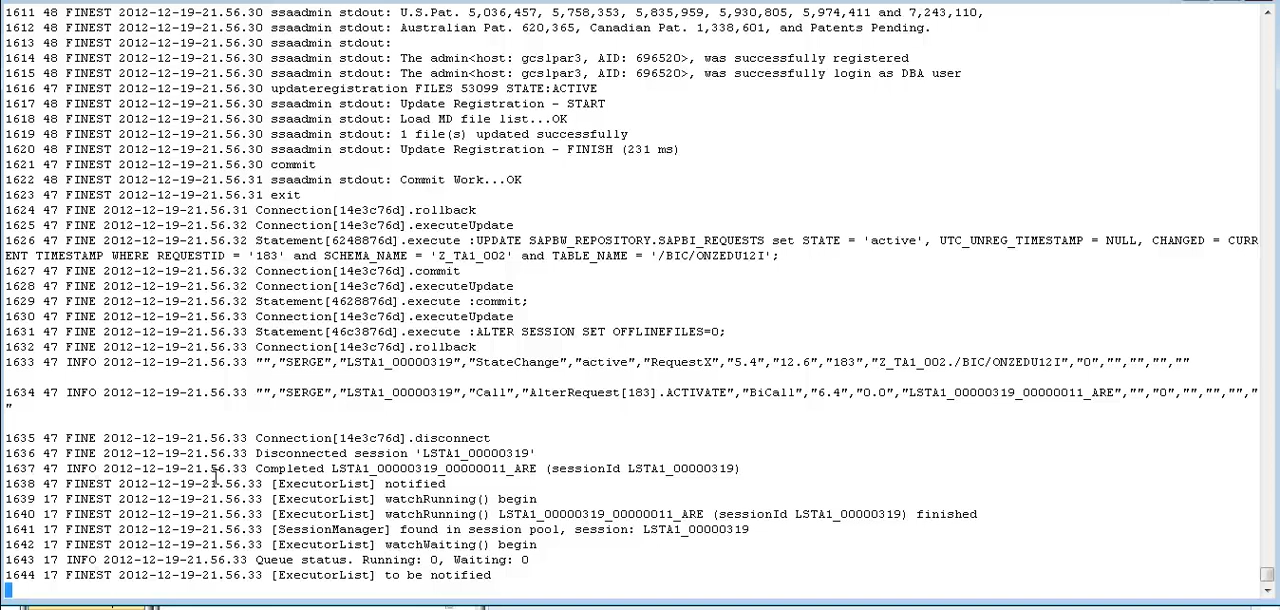 1611 48 FINEST 2012-12-19-21.56.30 ssaadmin stdout: U.S.Pat. 5,036,457, 5,758,353, 5,835,959, 5,930,805, 5,974,411 and 7,243,110,
1612 48 FINEST 2012-12-19-21.56.30 ssaadmin stdout: Australian Pat. 620,365, Canadian Pat. 1,338,601, and Patents Pending.
1613 48 FINEST 2012-12-19-21.56.30 ssaadmin stdout:
1614 48 FINEST 2012-12-19-21.56.30 ssaadmin stdout: The admin<host: gcslpar3, AID: 696520>, was successfully registered
1615 48 FINEST 2012-12-19-21.56.30 ssaadmin stdout: The admin<host: gcslpar3, AID: 696520>, was successfully login as DBA user
1616 47 FINEST 2012-12-19-21.56.30 updateregistration FILES 53099 STATE:ACTIVE
1617 48 FINEST 2012-12-19-21.56.30 ssaadmin stdout: Update Registration - START
1618 48 FINEST 2012-12-19-21.56.30 ssaadmin stdout: Load MD file list...OK
1619 48 FINEST 2012-12-19-21.56.30 ssaadmin stdout: 1 file(s) updated successfully
1620 48 FINEST 2012-12-19-21.56.30 ssaadmin stdout: Update Registration - FINISH (231 ms)
1621 47 FINEST 2012-12-19-21.56.30 commit
1622 48 FINEST 2012-12-19-21.56.31 ssaadmin stdout: Commit Work...OK
1623 47 FINEST 2012-12-19-21.56.31 exit
1624 47 FINE 2012-12-19-21.56.31 Connection[14e3c76d].rollback
1625 47 FINE 2012-12-19-21.56.32 Connection[14e3c76d].executeUpdate
1626 47 FINE 2012-12-19-21.56.32 Statement[6248876d].execute :UPDATE SAPBW_REPOSITORY.SAPBI_REQUESTS set STATE = 'active', UTC_UNREG_TIMESTAMP = NULL, CHANGED = CURR
ENT TIMESTAMP WHERE REQUESTID = '183' and SCHEMA_NAME = 'Z_TA1_002' and TABLE_NAME = '/BIC/ONZEDU12I';
1627 47 FINE 2012-12-19-21.56.32 Connection[14e3c76d].commit
1628 47 FINE 2012-12-19-21.56.32 Connection[14e3c76d].executeUpdate
1629 47 FINE 2012-12-19-21.56.32 Statement[4628876d].execute :commit;
1630 47 FINE 2012-12-19-21.56.33 Connection[14e3c76d].executeUpdate
1631 47 FINE 2012-12-19-21.56.33 Statement[46c3876d].execute :ALTER SESSION SET OFFLINEFILES=0;
1632 47 FINE 2012-12-19-21.56.33 Connection[14e3c76d].rollback
1633 47 INFO 2012-12-19-21.56.33 "","SERGE","LSTA1_00000319","StateChange","active","RequestX","5.4","12.6","183","Z_TA1_002./BIC/ONZEDU12I","0","","","",""
1634 47 INFO 2012-12-19-21.56.33 "","SERGE","LSTA1_00000319","Call","AlterRequest[183].ACTIVATE","BiCall","6.4","0.0","LSTA1_00000319_00000011_ARE","","0","","","","
"
1635 47 FINE 2012-12-19-21.56.33 Connection[14e3c76d].disconnect
1636 47 FINE 2012-12-19-21.56.33 Disconnected session 'LSTA1_00000319'
1637 47 INFO 2012-12-19-21.56.33 Completed LSTA1_00000319_00000011_ARE (sessionId LSTA1_00000319)
1638 47 FINEST 2012-12-19-21.56.33 [ExecutorList] notified
1639 17 FINEST 2012-12-19-21.56.33 [ExecutorList] watchRunning() begin
1640 17 FINEST 2012-12-19-21.56.33 [ExecutorList] watchRunning() LSTA1_00000319_00000011_ARE (sessionId LSTA1_00000319) finished
1641 17 FINEST 2012-12-19-21.56.33 [SessionManager] found in session pool, session: LSTA1_00000319
1642 17 FINEST 2012-12-19-21.56.33 [ExecutorList] watchWaiting() begin
1643 17 INFO 2012-12-19-21.56.33 Queue status. Running: 0, Waiting: 0
1644 17 FINEST 2012-12-19-21.56.33 [ExecutorList] to be notified